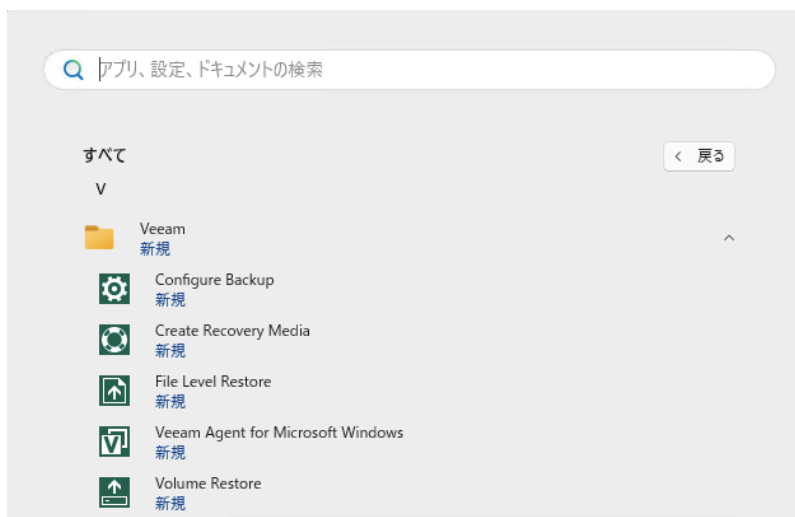 アプリ、設定、ドキュメントの検索
すべて
戻る
V
Veeam
新規
Configure Backup
新規
Create Recovery Media
新規
File Level Restore
新規
Veeam Agent for Microsoft Windows
新規
Volume Restore
新規